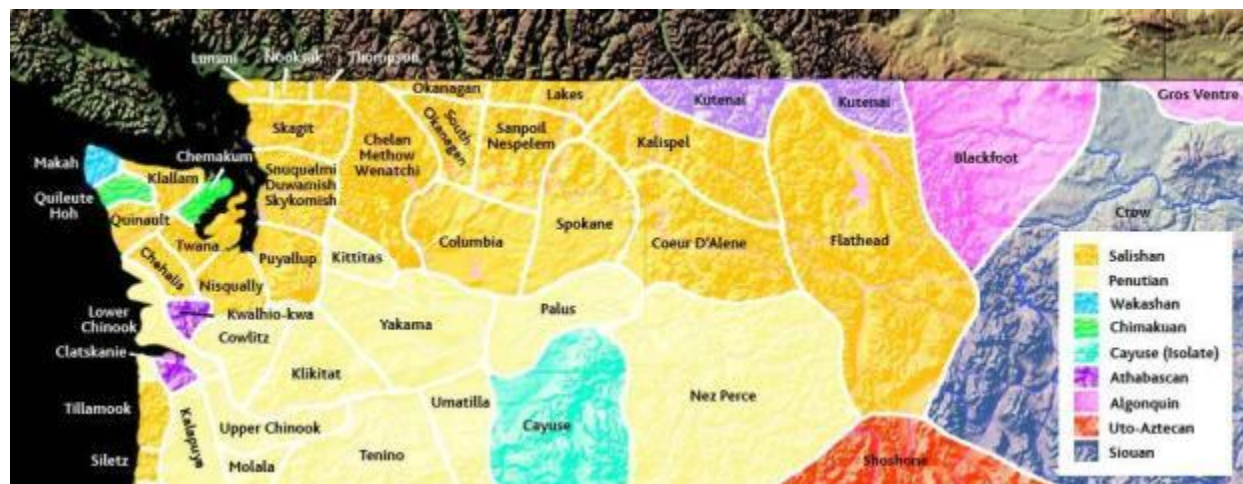 Lummi
Nooksak
Thompson
Okanagan
Lakes
Kutenai
Kutenai
Gros Ventre
Skagit
South
Okanagen
Sanpoil
Nespelem
Chelan
Methow
Wenatchi
Kalispel
Blackfoot
Makah
Chemakum
Klallam
Snuqualmi
Duwamish
Skykomish
Quileute
Hoh
Quinault
Crow
Spokane
Columbia
Coeur D'Alene
Flathead
Twana
Puyallup
Kittitas
Chehalis
Nisqually
Lower
Chinook
Kwalhio-kwa
Cowlitz
Yakama
Palus
Clatskanie
Klikitat
Tillamook
Kalapuya
Umatilla
Nez Perce
Upper Chinook
Cayuse
Siletz
Molala
Tenino
Shoshone
Salishan
Penutian
Wakashan
Chimakuan
Cayuse (Isolate)
Athabascan
Algonquin
Uto-Aztecan
Siouan